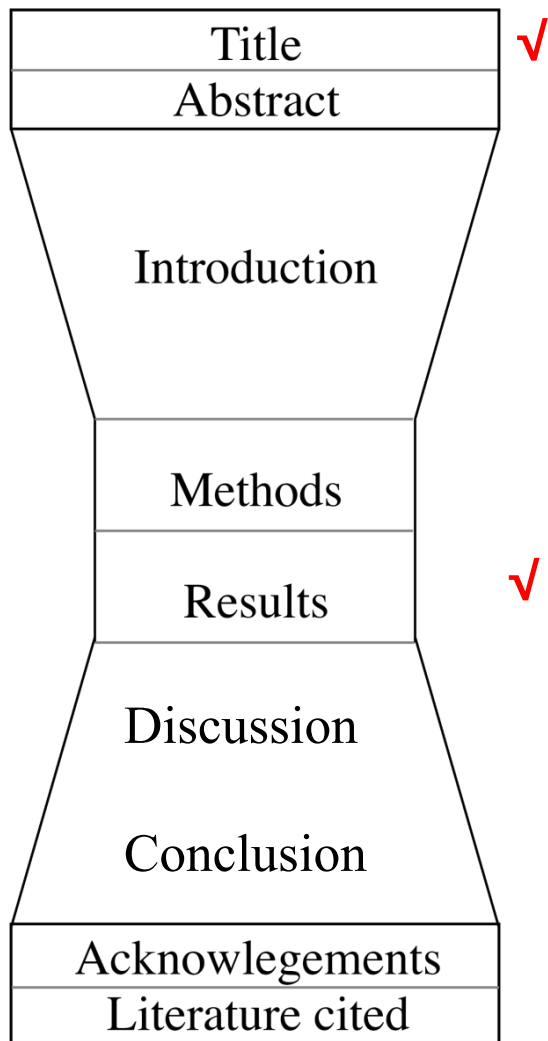 Title √
Abstract
Introduction
Methods
Results √
Discussion
Conclusion
Acknowlegements
Literature cited